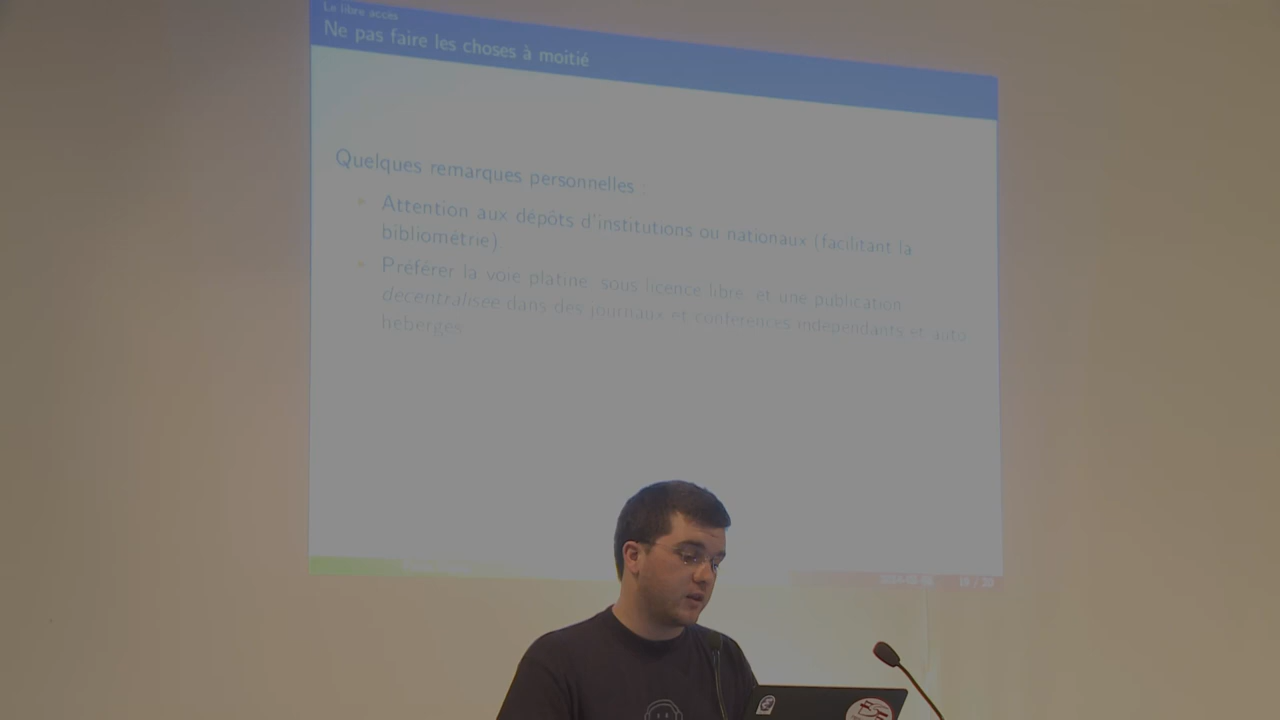 Le libre accès
Ne pas faire les choses à moitié
Quelques remarques personnelles :
Attention aux dépôts d'institutions ou nationaux (facilitant la
bibliométrie).
Préférer la voie platine, sous licence libre, et une publication
décentralisée dans des journaux et conférences indépendants et auto
hébergés